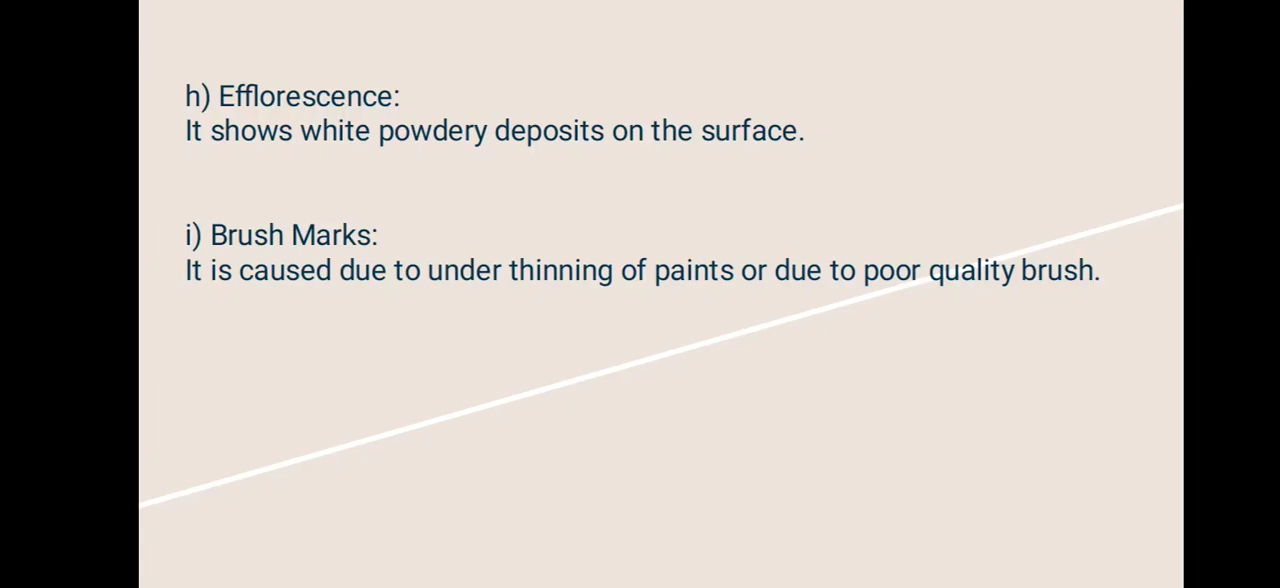 h) Efflorescence:
It shows white powdery deposits on the surface.
i) Brush Marks:
It is caused due to under thinning of paints or due to poor quality brush.